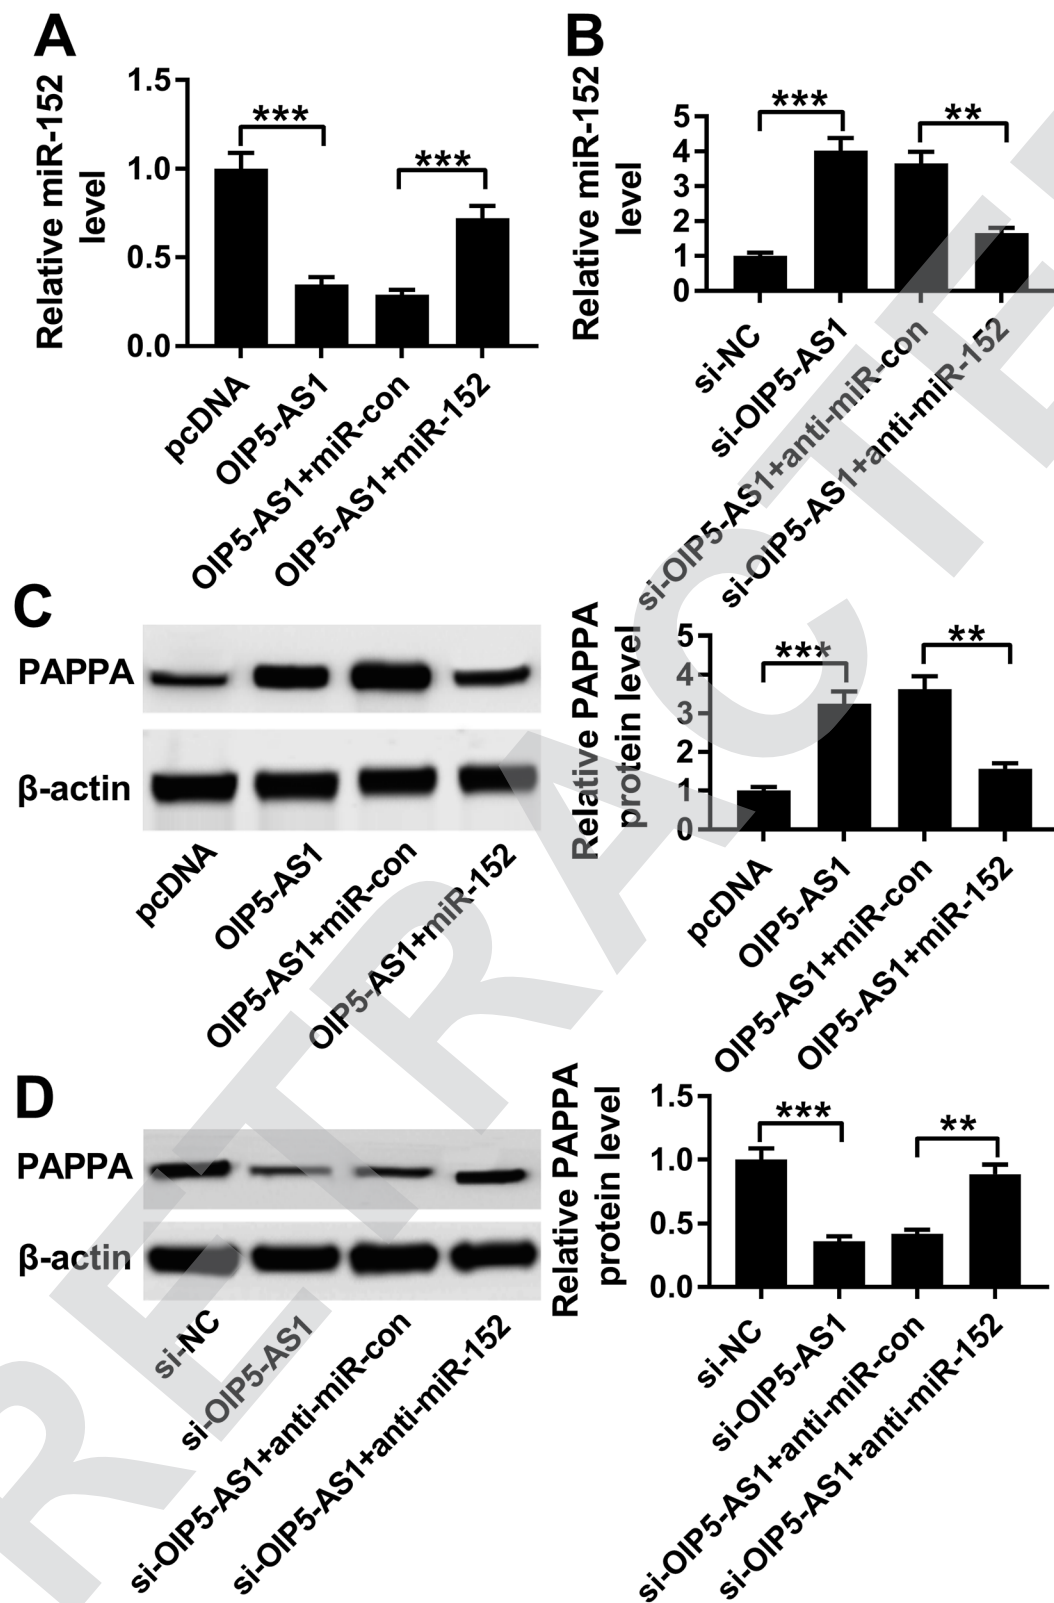 A
Relative miR-152
level
1.5
1.0
0.5
0.0
***
***
pcDNA
OIP5-AS1
OIP5-AS1+miR-con
OIP5-AS1+miR-152
B
Relative miR-152
level
5
4
3
2
1
0
***
**
si-NC
si-OIP5-AS1
si-OIP5-AS1+anti-miR-con
si-OIP5-AS1+anti-miR-152
C
PAPPA
β-actin
pcDNA
OIP5-AS1
OIP5-AS1+miR-con
OIP5-AS1+miR-152
Relative PAPPA
protein level
5
4
3
2
1
0
***
**
pcDNA
OIP5-AS1
OIP5-AS1+miR-con
OIP5-AS1+miR-152
D
PAPPA
β-actin
si-NC
si-OIP5-AS1
si-OIP5-AS1+anti-miR-con
si-OIP5-AS1+anti-miR-152
Relative PAPPA
protein level
1.5
1.0
0.5
0.0
***
**
si-NC
si-OIP5-AS1
si-OIP5-AS1+anti-miR-con
si-OIP5-AS1+anti-miR-152
RETRACTE